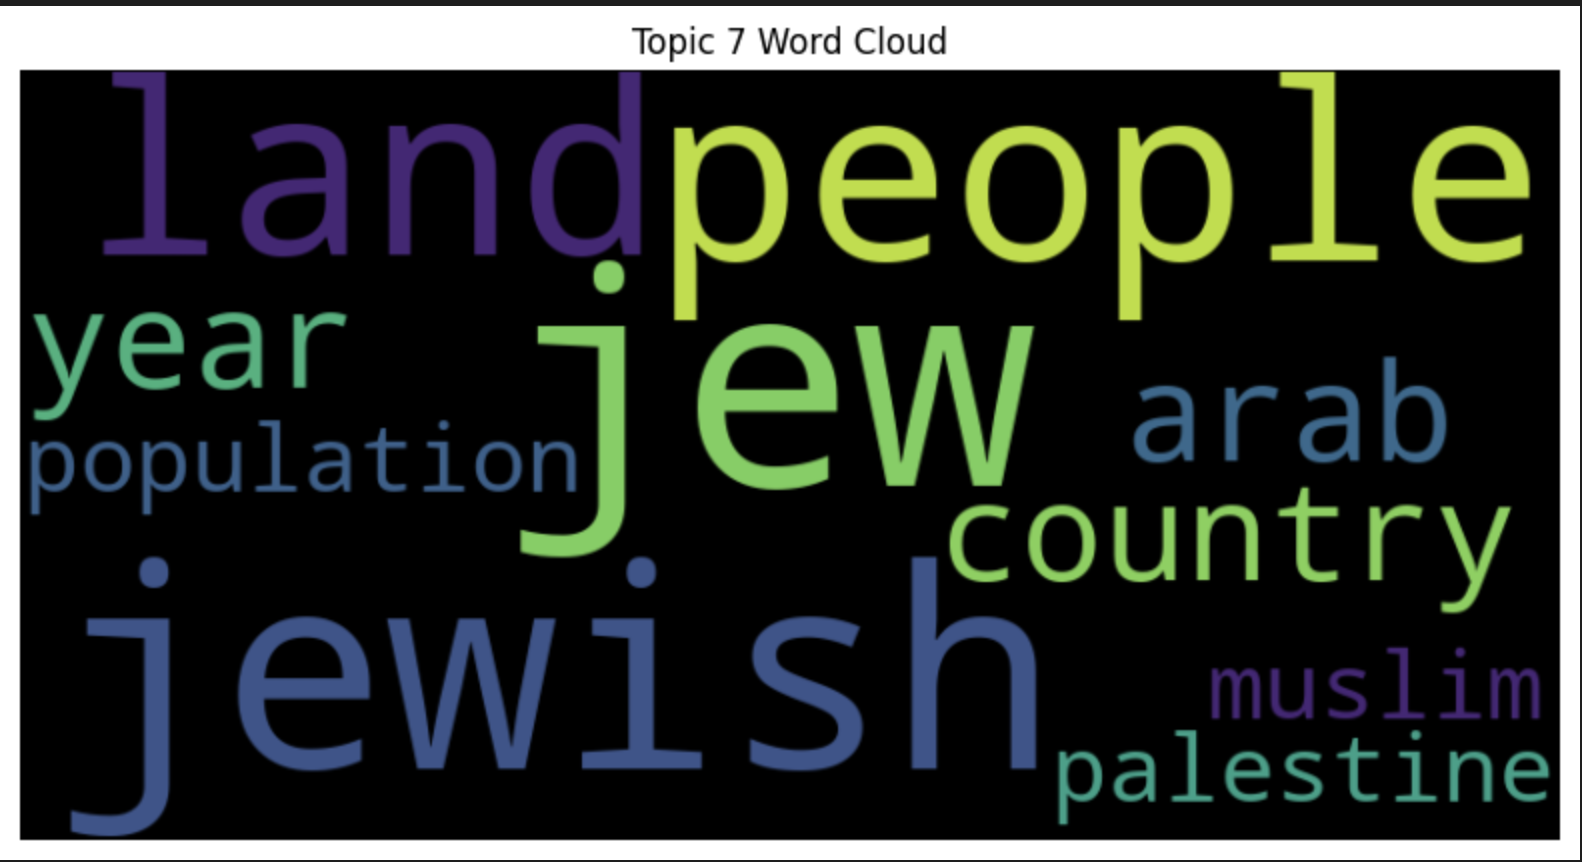 Topic 7 Word Cloud
land people
year
jew
arab
population
country
jewish
muslim
palestine